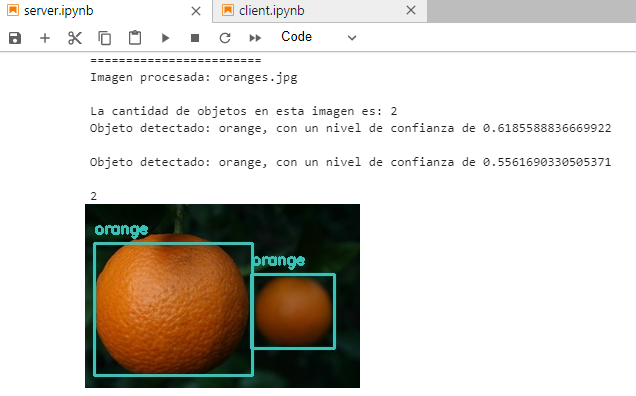 server.ipynb
client.ipynb
Code
========================
Imagen procesada: oranges.jpg
La cantidad de objetos en esta imagen es: 2
Objeto detectado: orange, con un nivel de confianza de 0.6185588836669922
Objeto detectado: orange, con un nivel de confianza de 0.5561690330505371
2
orange
orange